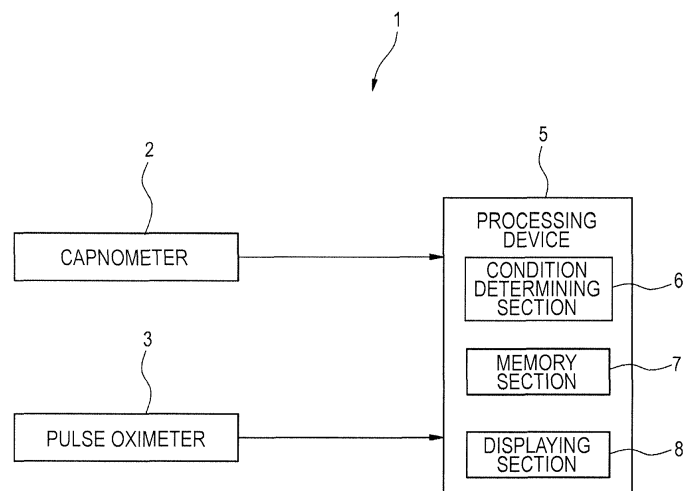 1
2
5
CAPNOMETER
PROCESSING
DEVICE
CONDITION
DETERMINING
SECTION
6
3
MEMORY
SECTION
7
PULSE OXIMETER
DISPLAYING
SECTION
8